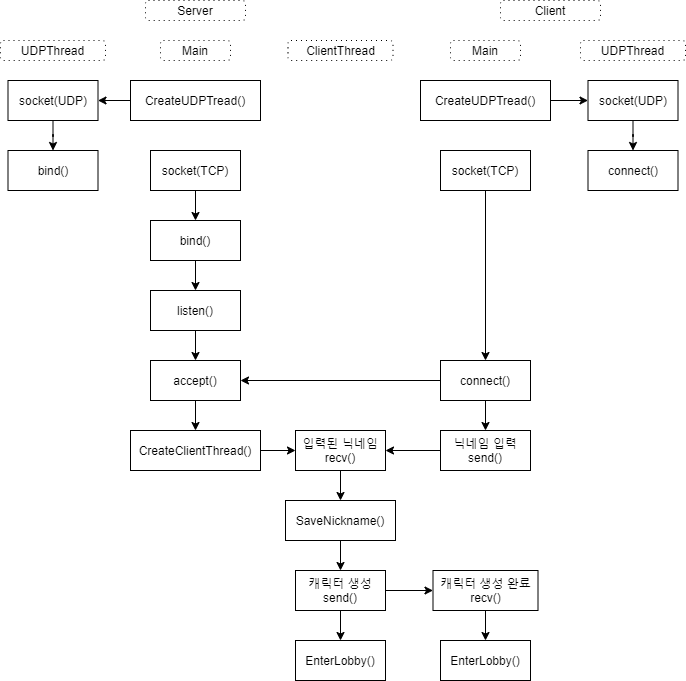 Server
Client
UDPThread
Main
ClientThread
Main
UDPThread
socket(UDP)
CreateUDPTread()
CreateUDPTread()
socket(UDP)
bind()
socket(TCP)
socket(TCP)
connect()
bind()
listen()
accept()
connect()
CreateClientThread()
입력된 닉네임
recv()
닉네임 입력
send()
SaveNickname()
캐릭터 생성
send()
캐릭터 생성 완료
recv()
EnterLobby()
EnterLobby()